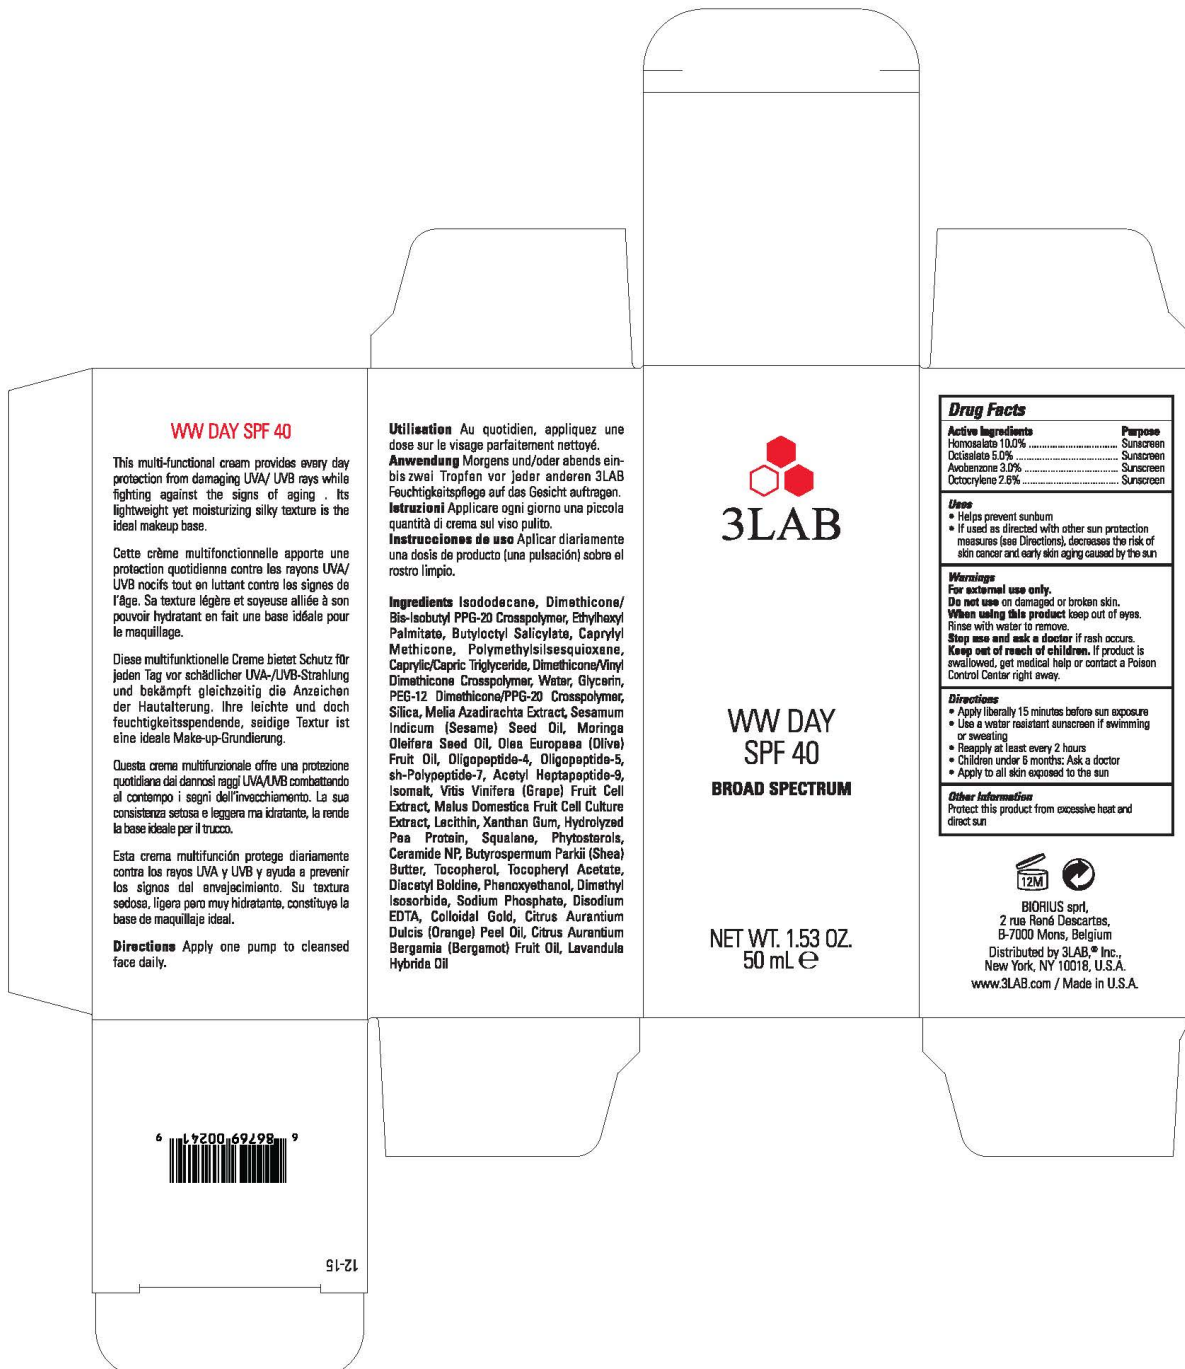 WW DAY SPF 40
This multi-functional cream provides every day
protection from damaging UVA/ UVB rays while
fighting against the signs of aging . Its
lightweight yet moisturizing silky texture is the
ideal makeup base.
Cette crème multifonctionnelle apporte une
protection quotidienne contre les rayons UVA/
UVB nocifs tout en luttant contre les signes de
l'âge. Sa texture légère et soyeuse alliée à son
pouvoir hydratant en fait une base idéale pour
le maquillage.
Diese multifunktionelle Creme bietet Schutz für
jeden Tag vor schädlicher UVA-/UVB-Strahlung
und bekämpft gleichzeitig die Anzeichen
der Hautalterung. Ihre leichte und doch
feuchtigkeitsspendende, seidige Textur ist
eine ideale Make-up-Grundierung.
Questa crema multifunzionale offre una protezione
quotidiana dai dannosi raggi UVA/UVB combattendo
al contempo i segni dell'invecchiamento. La sua
consistenza setosa e leggera ma idratante, la rende
la base ideale per il trucco.
Esta crema multifunción protege diariamente
contra los rayos UVA y UVB y ayuda a prevenir
los signos del envejecimiento. Su textura
sedosa, ligera pero muy hidratante, constituye la
base de maquillaje ideal.
Directions Apply one pump to cleansed
face daily.
6 86769 00241 9
12-15
Utilisation Au quotidien, appliquez une
dose sur le visage parfaitement nettoyé.
Anwendung Morgens und/oder abends ein-
bis zwei Tropfen vor jeder anderen 3LAB
Feuchtigkeitspflege auf das Gesicht auftragen.
Istruzioni Applicare ogni giorno una piccola
quantità di crema sul viso pulito.
Instrucciones de uso Aplicar diariamente
una dosis de producto (una pulsación) sobre el
rostro limpio.
Ingredients Isododecane, Dimethicone/
Bis-Isobutyl PPG-20 Crosspolymer, Ethylhexyl
Palmitate, Butyloctyl Salicylate, Caprylyl
Methicone, Polymethylsilsesquioxane,
Caprylic/Capric Triglyceride, Dimethicone/Vinyl
Dimethicone Crosspolymer, Water, Glycerin,
PEG-12 Dimethicone/PPG-20 Crosspolymer,
Silica, Melia Azadirachta Extract, Sesamum
Indicum (Sesame) Seed Oil, Moringa
Oleifera Seed Oil, Olea Europaea (Olive)
Fruit Oil, Oligopeptide-4, Oligopeptide-5,
sh-Polypeptide-7, Acetyl Heptapeptide-9,
Isomalt, Vitis Vinifera (Grape) Fruit Cell
Extract, Malus Domestica Fruit Cell Culture
Extract, Lecithin, Xanthan Gum, Hydrolyzed
Pea Protein, Squalane, Phytosterols,
Ceramide NP, Butyrospermum Parkii (Shea)
Butter, Tocopherol, Tocopheryl Acetate,
Diacetyl Boldine, Phenoxyethanol, Dimethyl
Isosorbide, Sodium Phosphate, Disodium
EDTA, Colloidal Gold, Citrus Aurantium
Dulcis (Orange) Peel Oil, Citrus Aurantium
Bergamia (Bergamot) Fruit Oil, Lavandula
Hybrida Oil
3LAB
WW DAY
SPF 40
BROAD SPECTRUM
NET WT. 1.53 OZ.
50 mL ℮
Drug Facts
Active Ingredients Purpose
Homosalate 10.0% .................................. Sunscreen
Octisalate 5.0% ...................................... Sunscreen
Avobenzone 3.0% ................................... Sunscreen
Octocrylene 2.6% .................................... Sunscreen
Uses
• Helps prevent sunburn
• If used as directed with other sun protection
measures (see Directions), decreases the risk of
skin cancer and early skin aging caused by the sun
Warnings
For external use only.
Do not use on damaged or broken skin.
When using this product keep out of eyes.
Rinse with water to remove.
Stop use and ask a doctor if rash occurs.
Keep out of reach of children. If product is
swallowed, get medical help or contact a Poison
Control Center right away.
Directions
• Apply liberally 15 minutes before sun exposure
• Use a water resistant sunscreen if swimming
or sweating
• Reapply at least every 2 hours
• Children under 6 months: Ask a doctor
• Apply to all skin exposed to the sun
Other Information
Protect this product from excessive heat and
direct sun
12M
BIORIUS sprl,
2 rue René Descartes,
B-7000 Mons, Belgium
Distributed by 3LAB,® Inc.,
New York, NY 10018, U.S.A.
www.3LAB.com / Made in U.S.A.